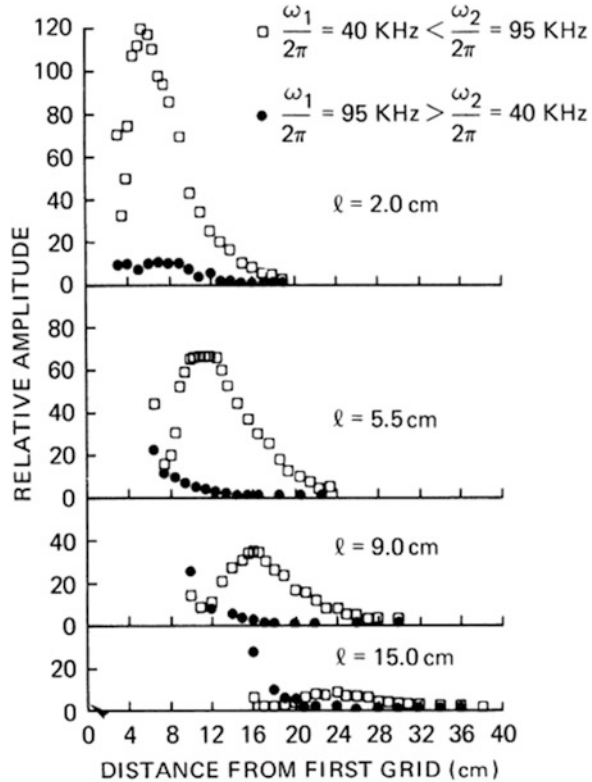 □ ω₁/2π = 40 KHz < ω₂/2π = 95 KHz
● ω₁/2π = 95 KHz > ω₂/2π = 40 KHz
RELATIVE AMPLITUDE
120
100
80
60
40
20
0
ℓ = 2.0 cm
80
60
40
20
0
ℓ = 5.5 cm
40
20
0
ℓ = 9.0 cm
20
0
ℓ = 15.0 cm
0 4 8 12 16 20 24 28 32 36 40
DISTANCE FROM FIRST GRID (cm)